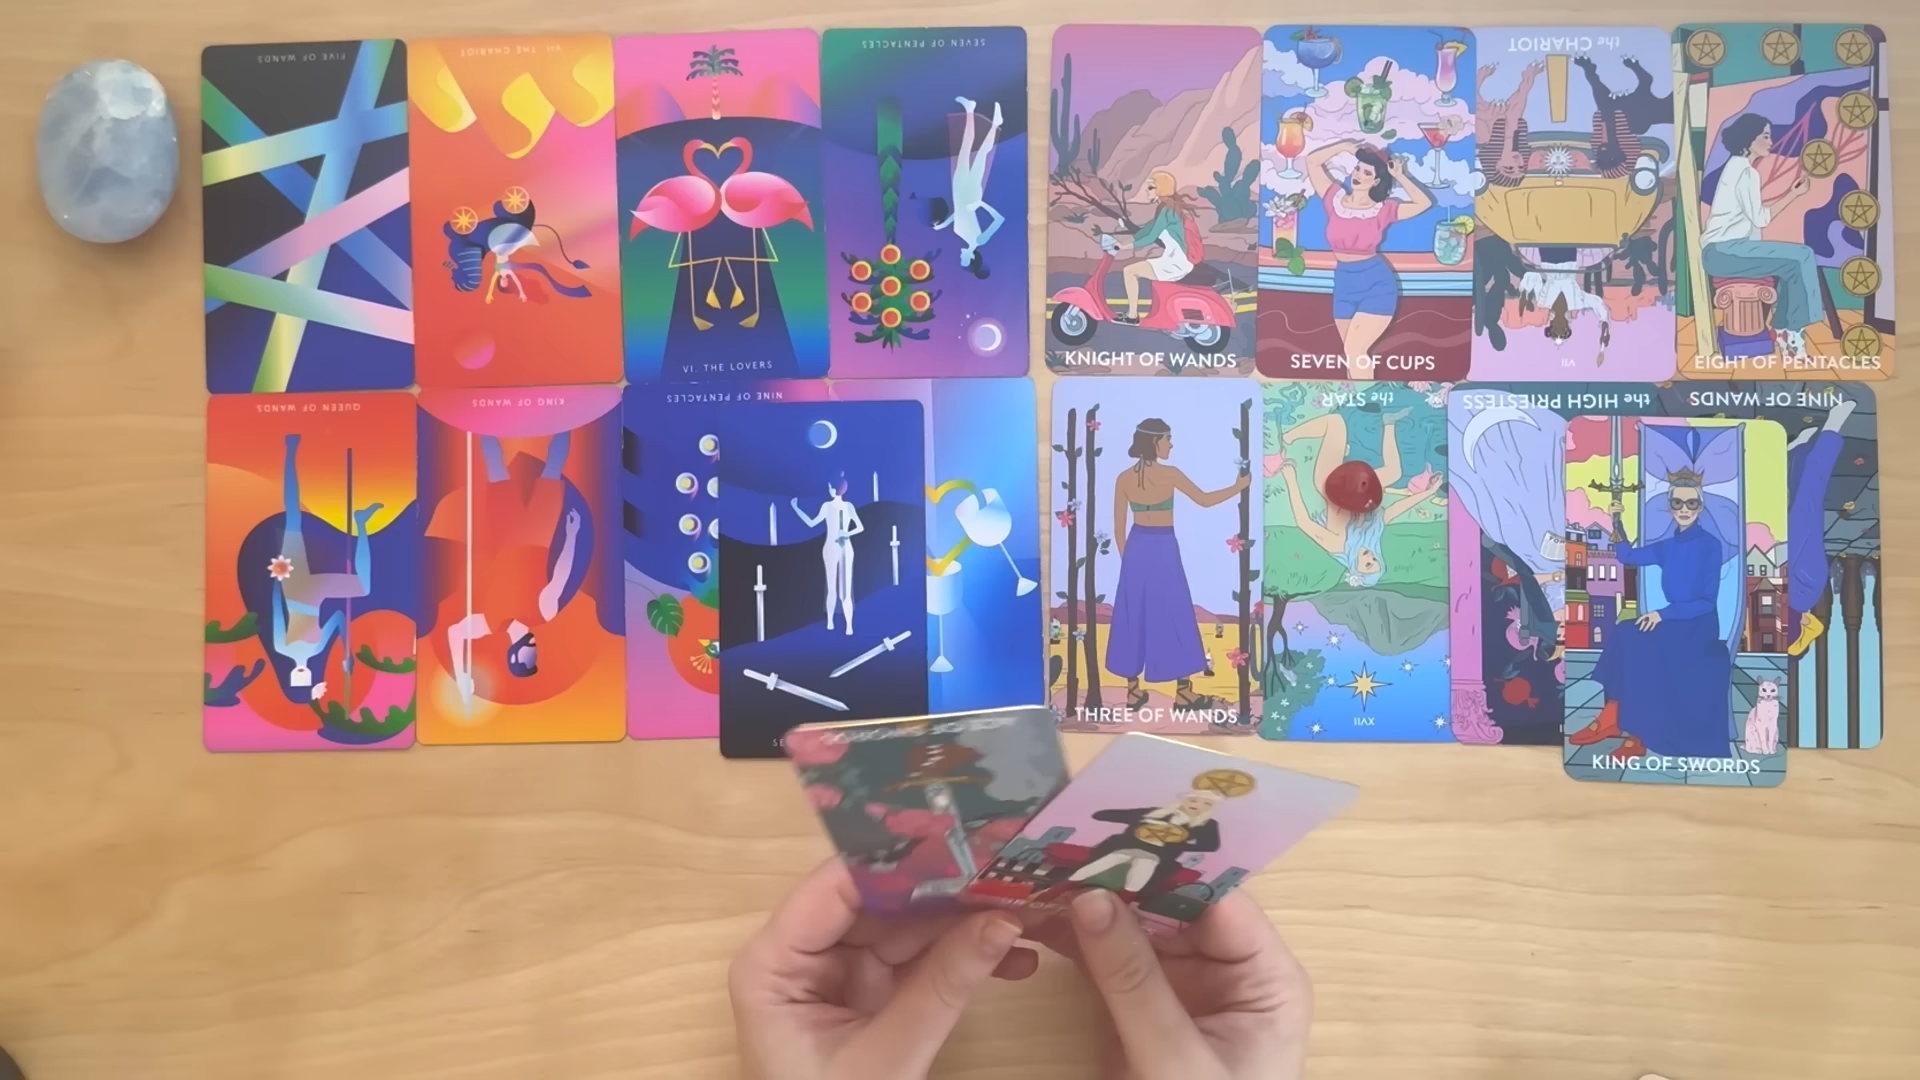 FIVE OF WANDS
VII. THE CHARIOT
VI. THE LOVERS
SEVEN OF PENTACLES
KNIGHT OF WANDS
SEVEN OF CUPS
the CHARIOT
VII
EIGHT OF PENTACLES
QUEEN OF WANDS
KING OF WANDS
NINE OF PENTACLES
THREE OF WANDS
the STAR
XVII
the HIGH PRIESTESS
NINE OF WANDS
KING OF SWORDS